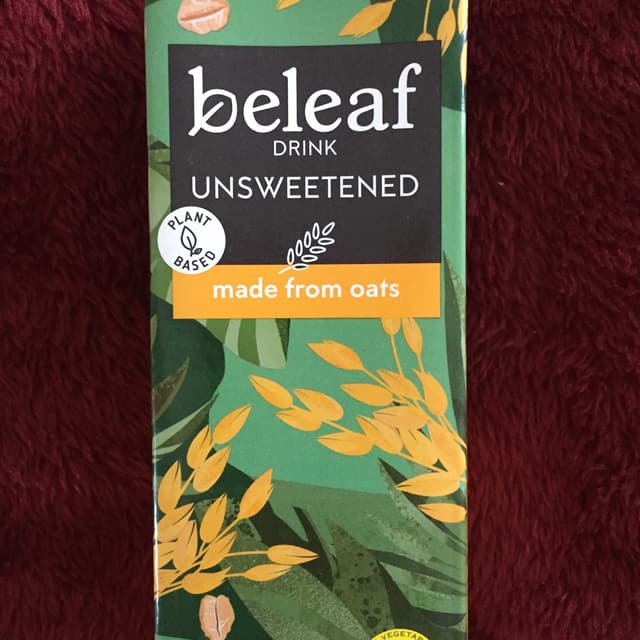 beleaf
DRINK
UNSWEETENED
PLANT
BASED
made from oats